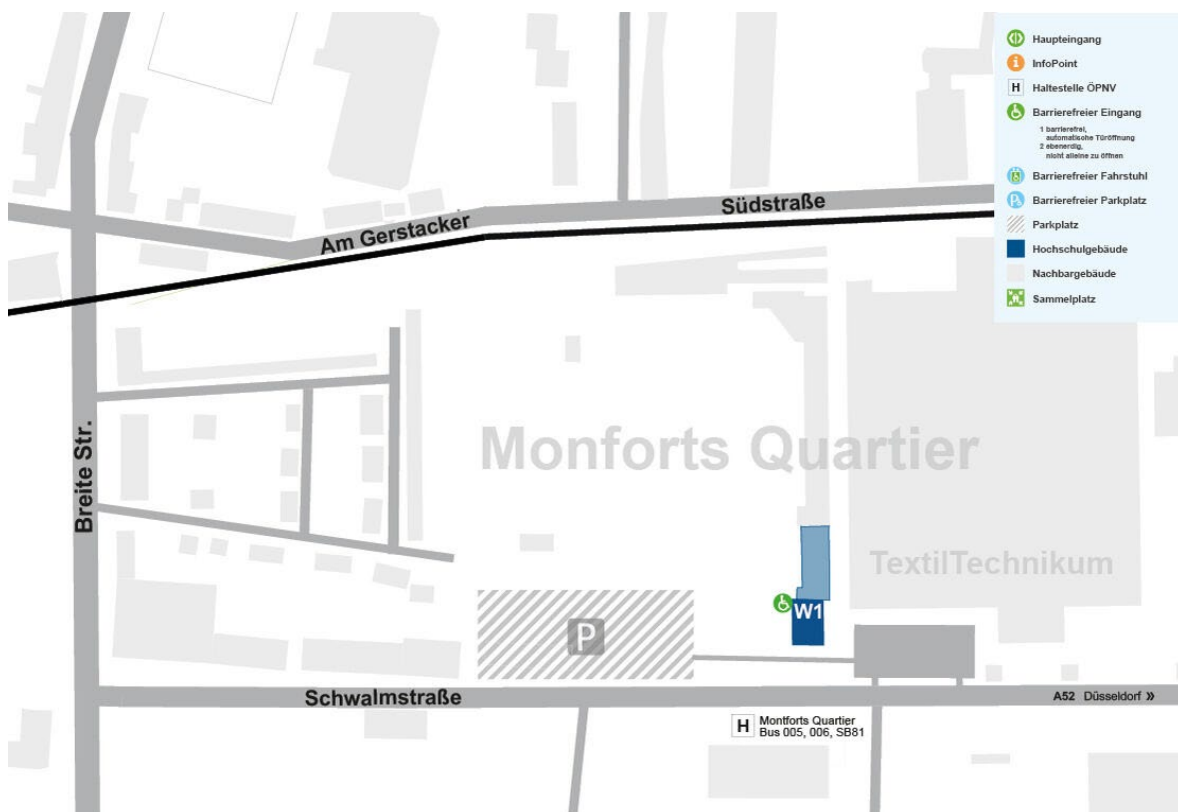 Haupteingang
i
InfoPoint
H
Haltestelle ÖPNV
Barrierefreier Eingang
1 barrierefrei,
automatische Türöffnung
2 ebenerdig,
nicht alleine zu öffnen
Barrierefreier Fahrstuhl
P
Barrierefreier Parkplatz
Parkplatz
Hochschulgebäude
Nachbargebäude
Sammelplatz
Am Gerstacker
Südstraße
Breite Str.
Monforts Quartier
TextilTechnikum
W1
P
Schwalmstraße
A52 Düsseldorf »
H
Montforts Quartier
Bus 005, 006, SB81